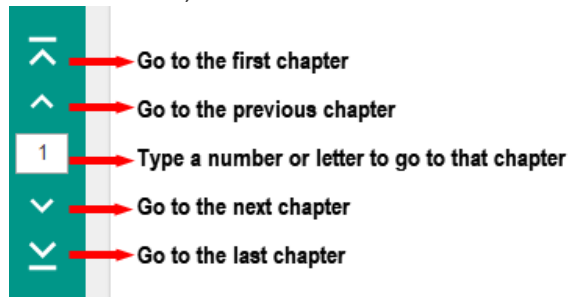 Go to the first chapter
Go to the previous chapter
1
Type a number or letter to go to that chapter
Go to the next chapter
Go to the last chapter